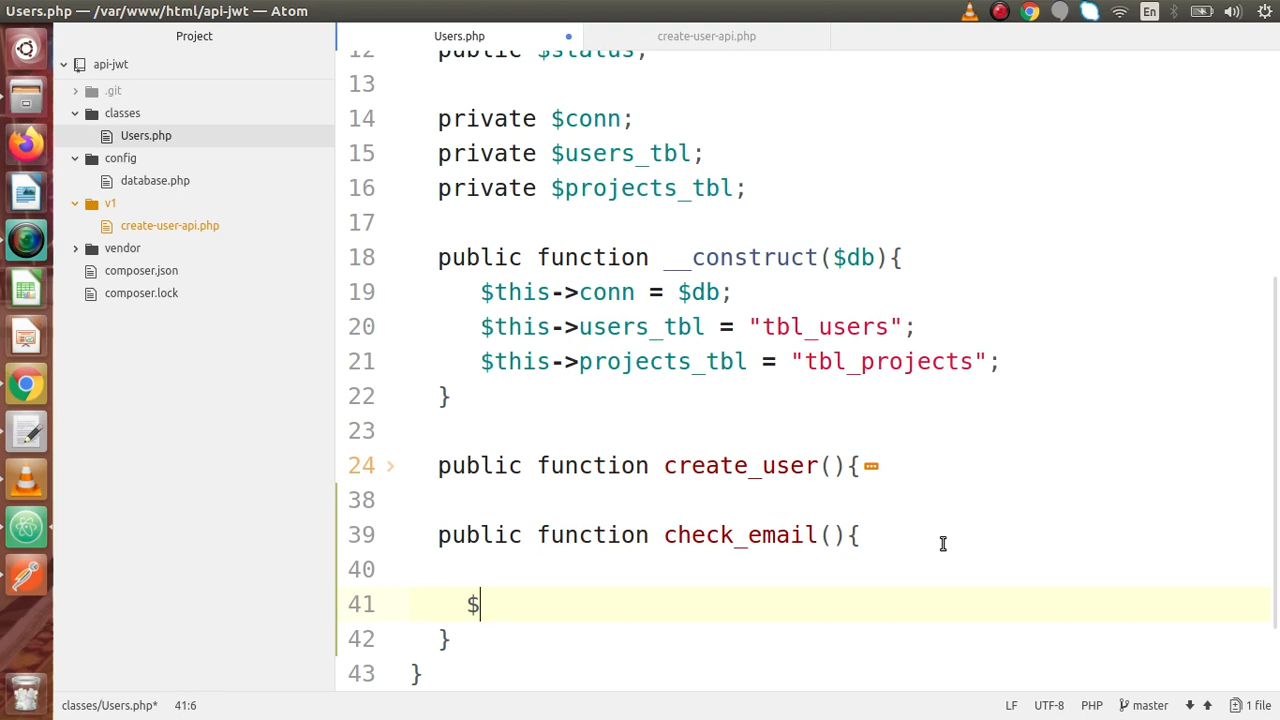 Users.php — /var/www/html/api-jwt — Atom
En
Project
Users.php
create-user-api.php
api-jwt
.git
classes
Users.php
config
database.php
v1
create-user-api.php
vendor
composer.json
composer.lock
12 public $status;
13
14 private $conn;
15 private $users_tbl;
16 private $projects_tbl;
17
18 public function __construct($db){
19 $this->conn = $db;
20 $this->users_tbl = "tbl_users";
21 $this->projects_tbl = "tbl_projects";
22 }
23
24 public function create_user(){
38
39 public function check_email(){
40
41 $
42 }
43 }
classes/Users.php* 41:6
LF UTF-8 PHP master 1 file